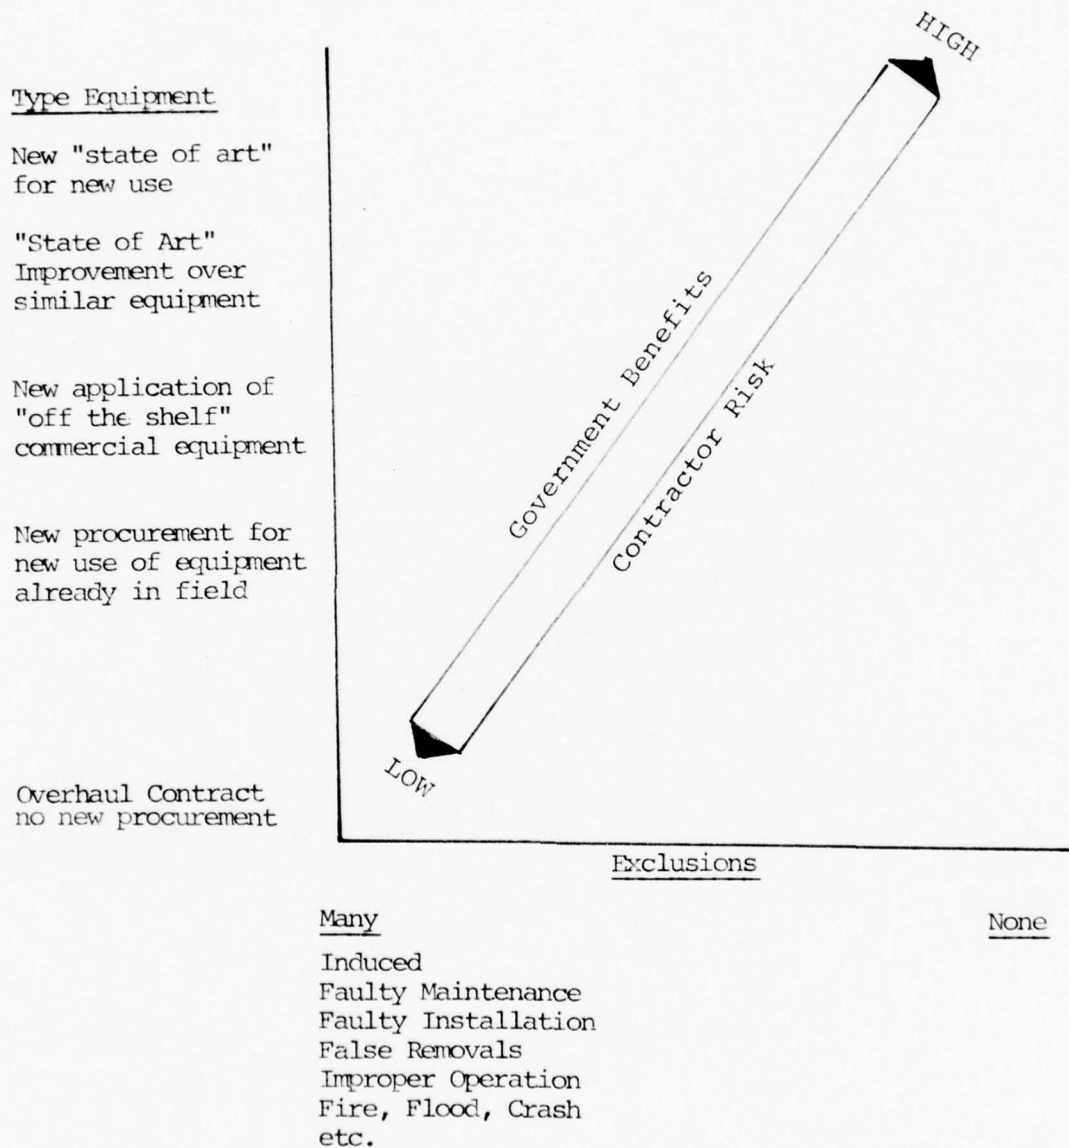 HIGH
Type Equipment
New "state of art"
for new use
"State of Art"
Improvement over
similar equipment
New application of
"off the shelf"
commercial equipment
New procurement for
new use of equipment
already in field
Overhaul Contract
no new procurement
Government Benefits
Contractor Risk
LOW
Exclusions
Many
None
Induced
Faulty Maintenance
Faulty Installation
False Removals
Improper Operation
Fire, Flood, Crash
etc.